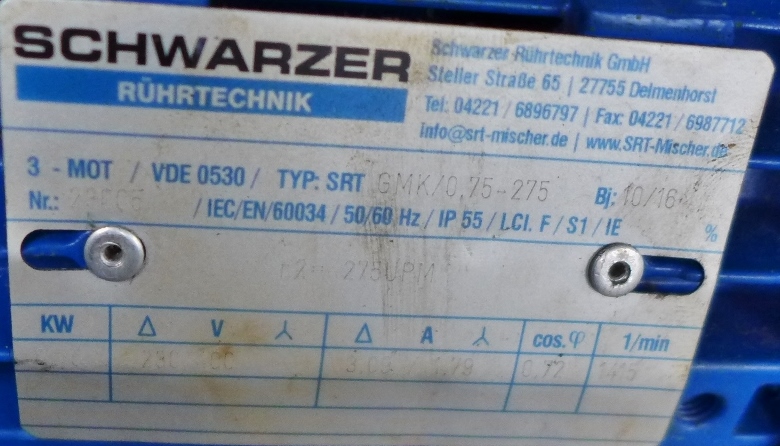 SCHWARZER
RÜHRTECHNIK
Schwarzer Rührtechnik GmbH
Steller Straße 65 | 27755 Delmenhorst
Tel: 04221 / 6896797 | Fax: 04221 / 6987712
Info@srt-mischer.de | www.SRT-Mischer.de
3 - MOT / VDE 0530 / TYP: SRT GMK/0,75-275 Bj: 10/16
Nr.: / IEC/EN/60034 / 50/60 Hz / IP 55 / I.Cl. F / S1 / IE %
275UPM
KW Δ V ⅄ Δ A ⅄ cos. φ 1/min
0,72